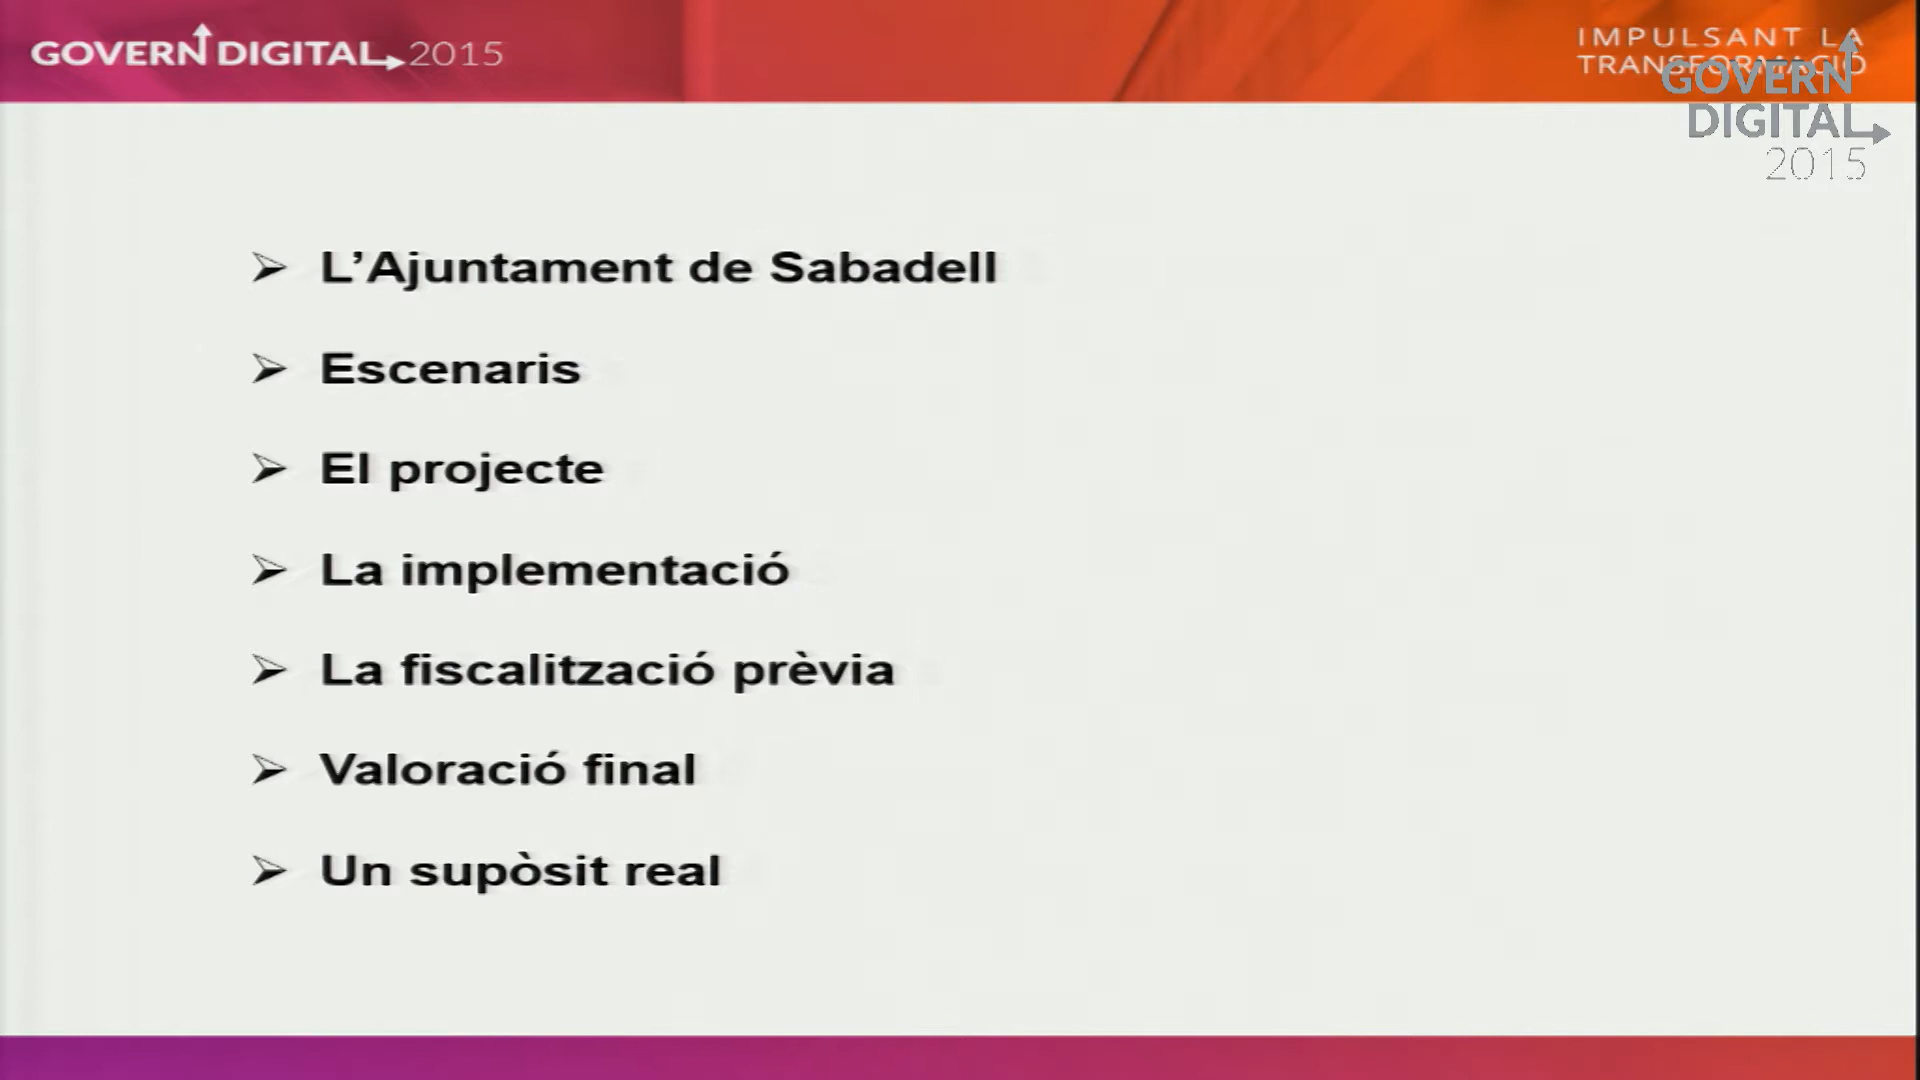 GOVERN DIGITAL 2015
IMPULSANT LA
TRANSFORMACIÓ
GOVERN
DIGITAL
2015
L'Ajuntament de Sabadell
Escenaris
El projecte
La implementació
La fiscalització prèvia
Valoració final
Un supòsit real